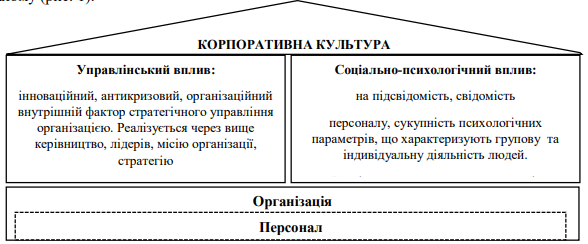 (рис. 1).
КОРПОРАТИВНА КУЛЬТУРА
Управлінський вплив:
інноваційний, антикризовий, організаційний
внутрішній фактор стратегічного управління
організацією. Реалізується через вище
керівництво, лідерів, місію організації,
стратегію
Соціально-психологічний вплив:
на підсвідомість, свідомість
персоналу, сукупність психологічних
параметрів, що характеризують групову та
індивідуальну діяльність людей.
Організація
Персонал